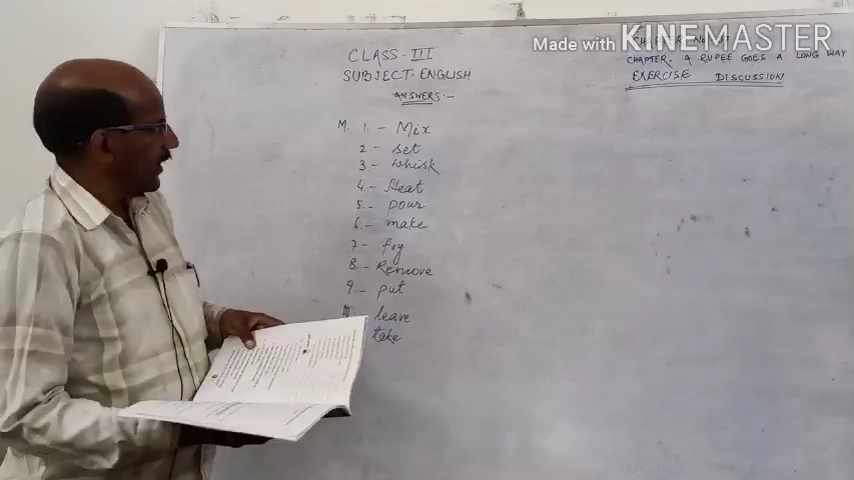 CLASS-III
SUBJECT-ENGLISH
ANSWERS:-
Made with KINEMASTER
CHAPTER. A RUPEE GOES A LONG WAY
EXERCISE DISCUSSION
M. 1.- Mix
2.- set
3- whisk
4.- Heat
5- pour
6.- make
7-
8.- Remove
9.- put
leave
take